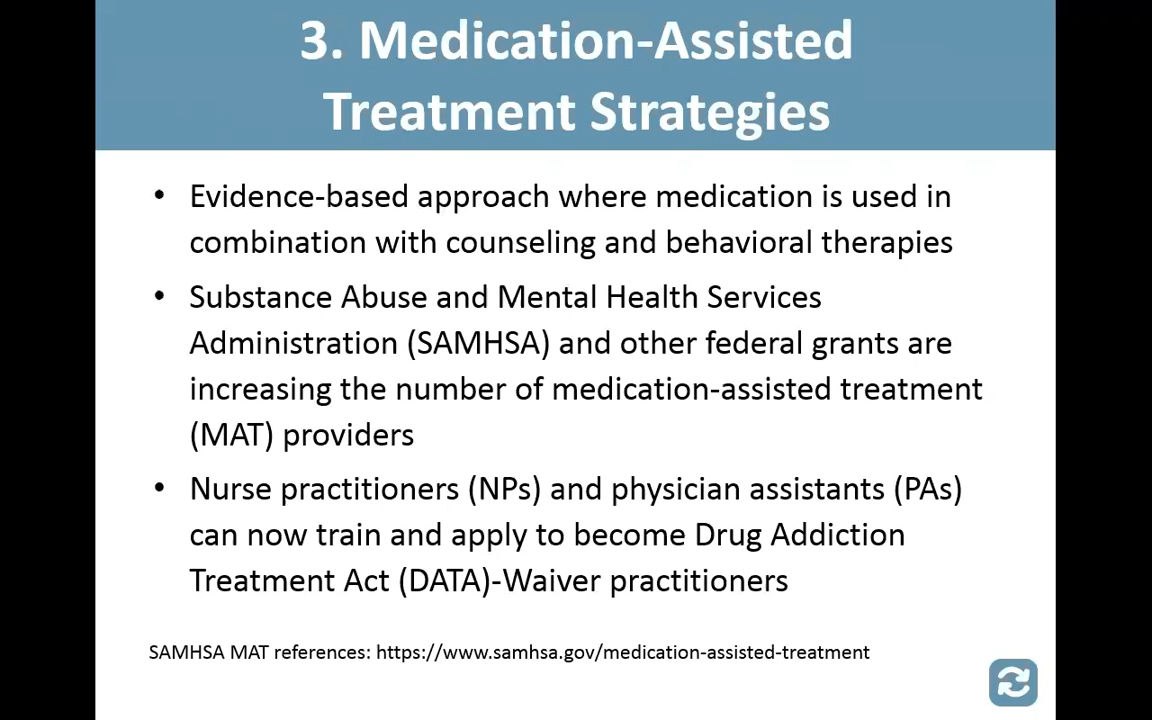 3. Medication-Assisted
Treatment Strategies
• Evidence-based approach where medication is used in
combination with counseling and behavioral therapies
• Substance Abuse and Mental Health Services
Administration (SAMHSA) and other federal grants are
increasing the number of medication-assisted treatment
(MAT) providers
• Nurse practitioners (NPs) and physician assistants (PAs)
can now train and apply to become Drug Addiction
Treatment Act (DATA)-Waiver practitioners
SAMHSA MAT references: https://www.samhsa.gov/medication-assisted-treatment